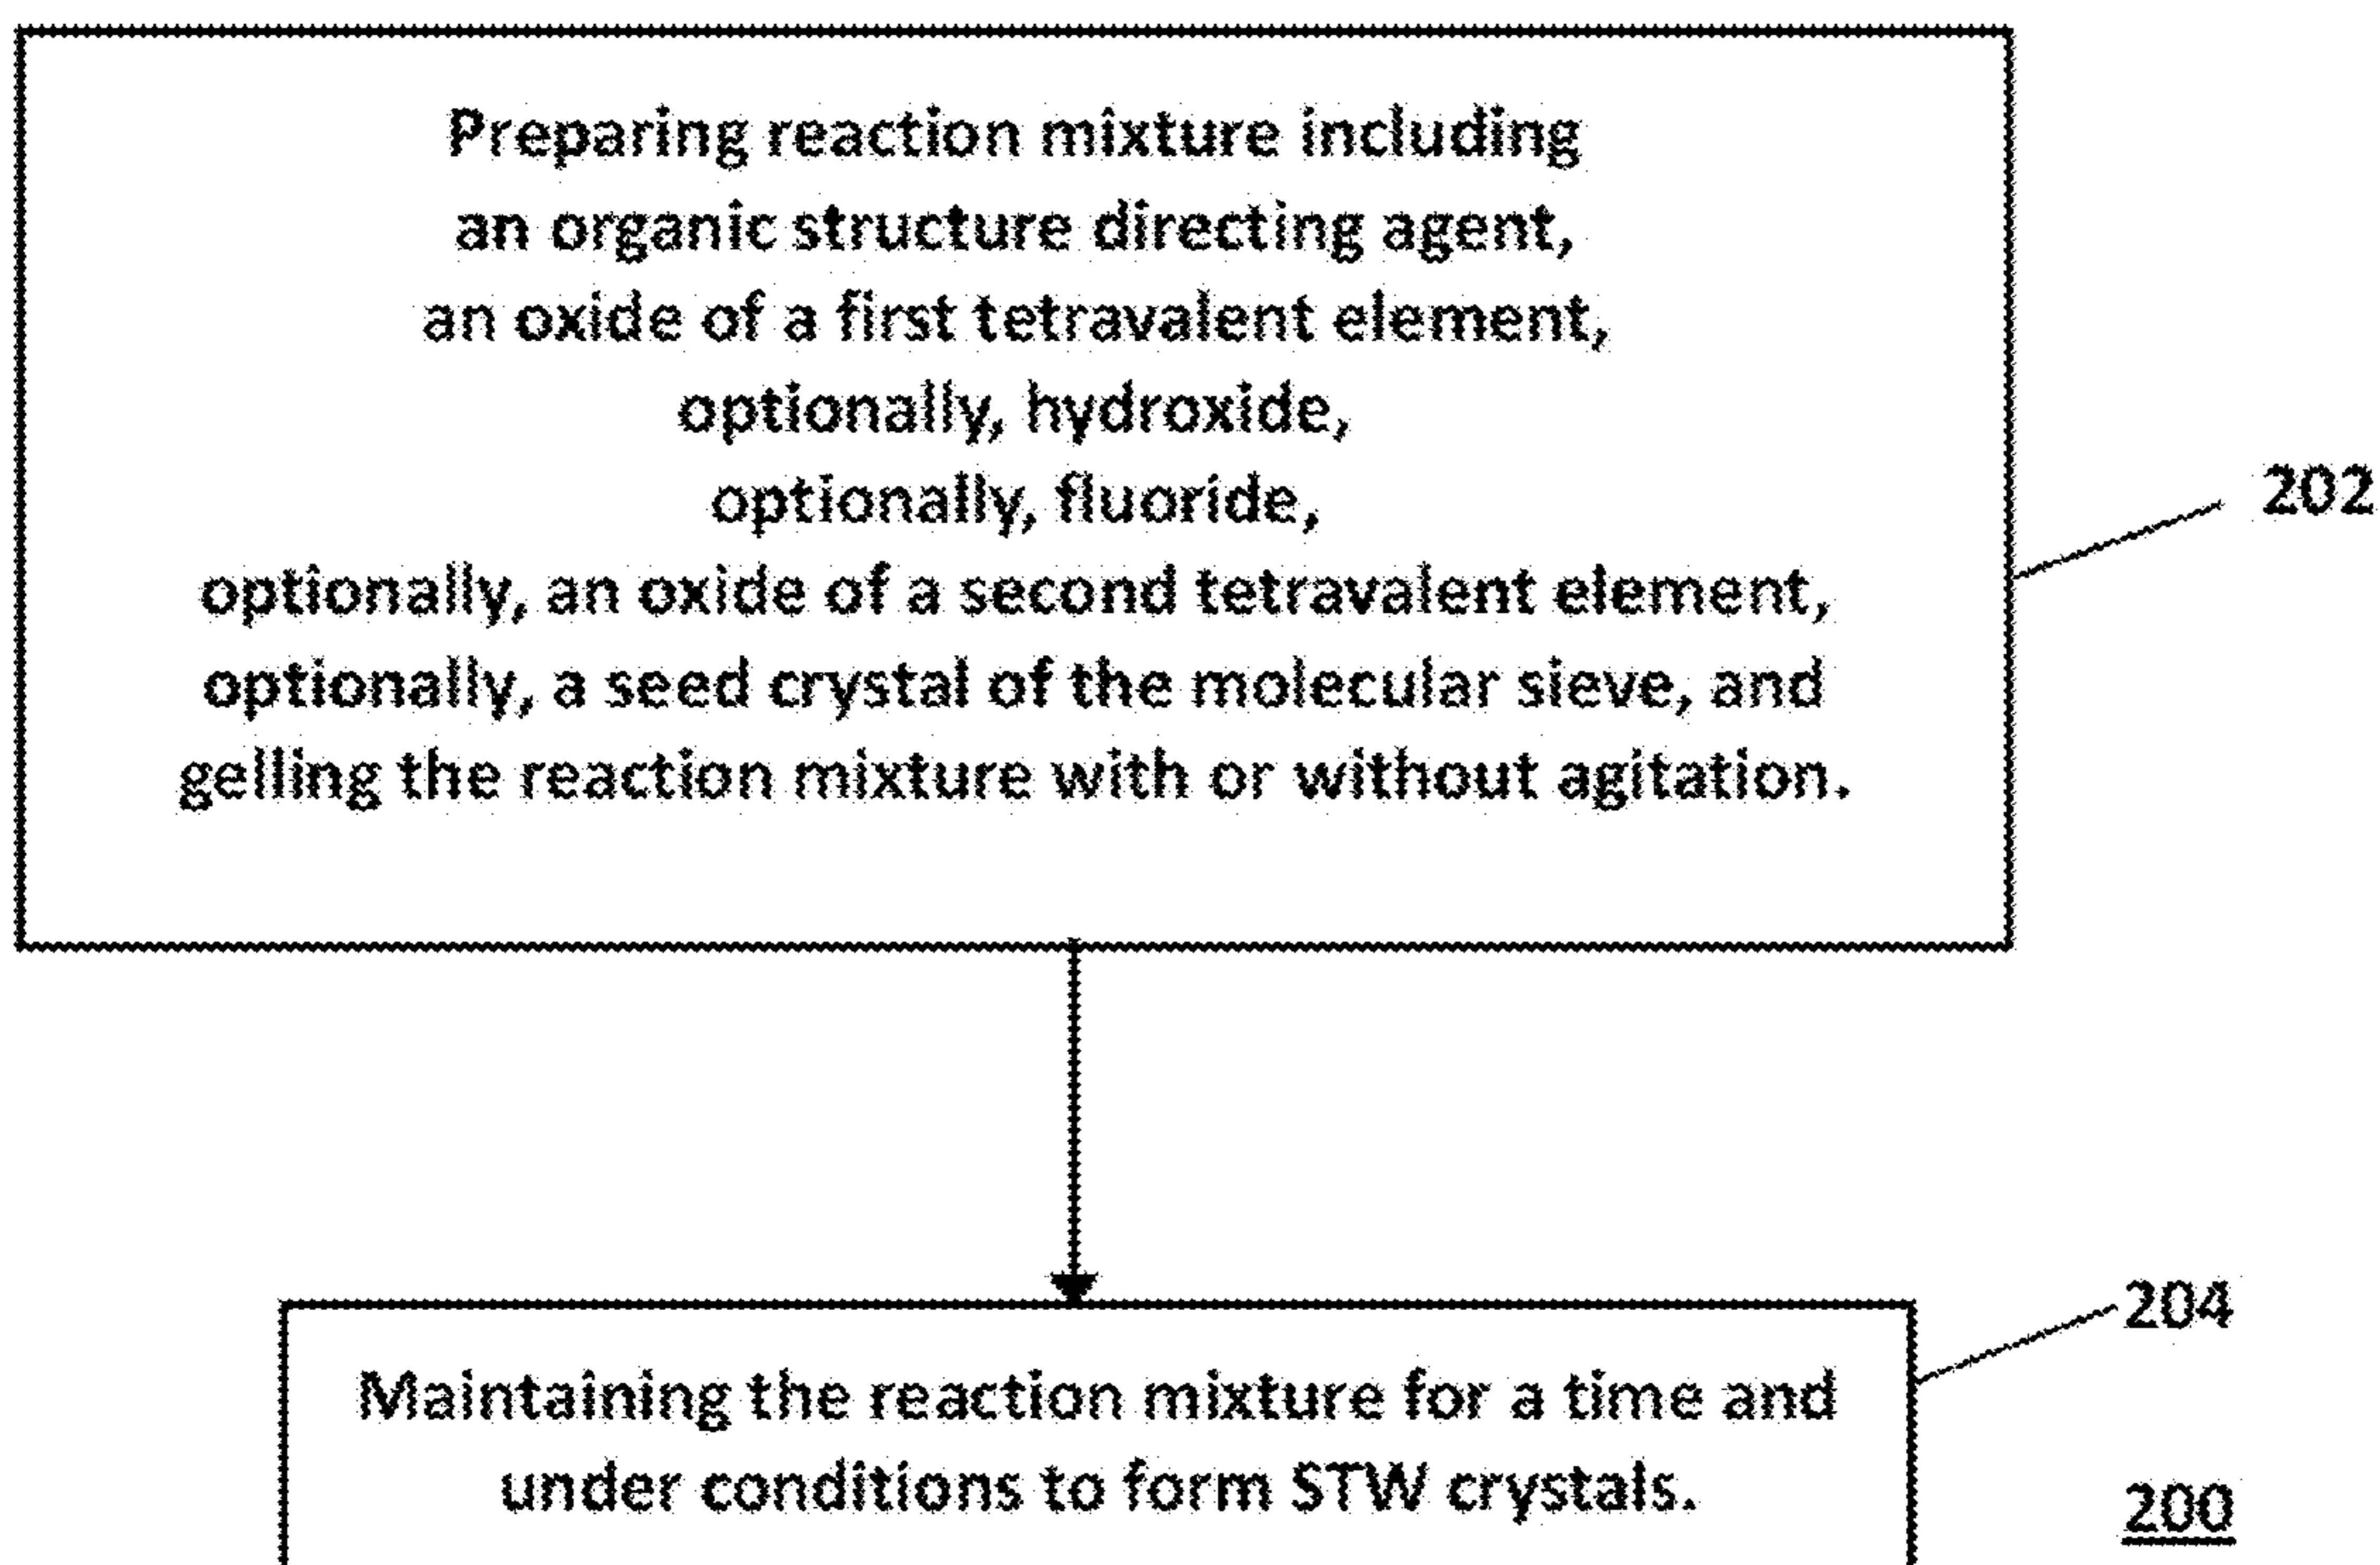 Preparing reaction mixture including
an organic structure directing agent,
an oxide of a first tetravalent element,
optionally, hydroxide,
optionally, fluoride,
optionally, an oxide of a second tetravalent element,
optionally, a seed crystal of the molecular sieve, and
gelling the reaction mixture with or without agitation.
202
204
Maintaining the reaction mixture for a time and
under conditions to form STW crystals.
200